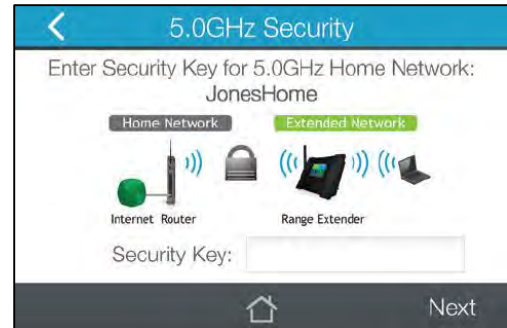 5.0GHz Security
Enter Security Key for 5.0GHz Home Network:
JonesHome
Home Network Extended Network
Internet Router Range Extender
Security Key:
Next